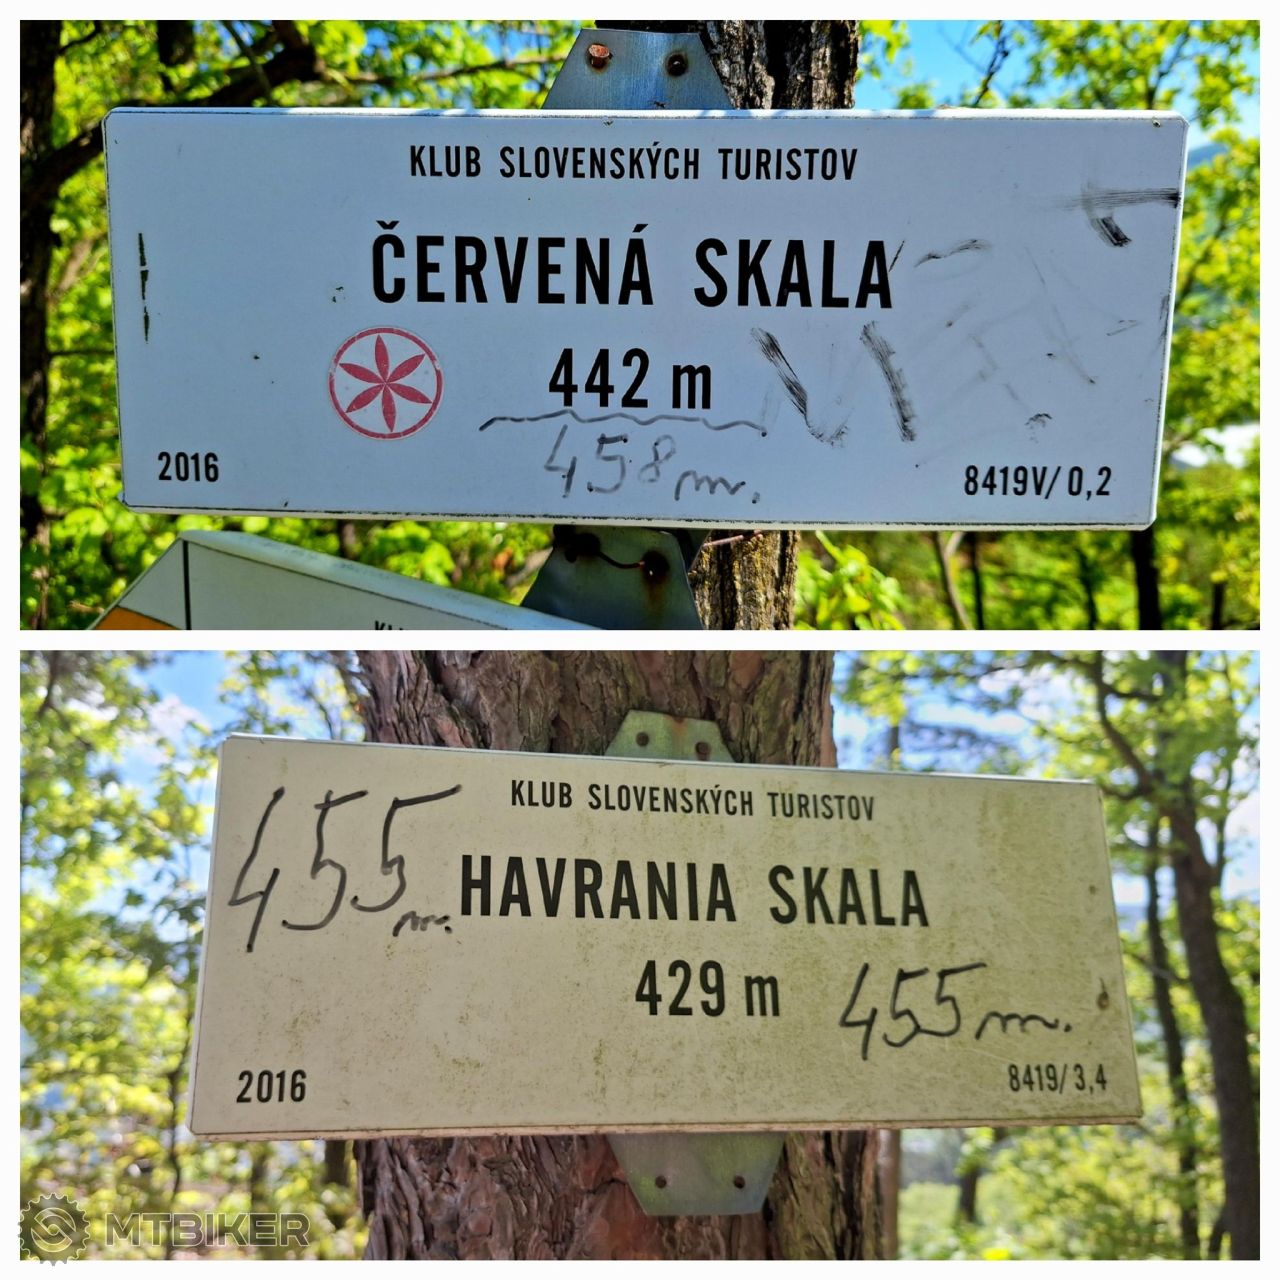 KLUB SLOVENSKÝCH TURISTOV
ČERVENÁ SKALA
442 m
458 m.
2016
8419V/0,2
KLUB SLOVENSKÝCH TURISTOV
455 m.
HAVRANIA SKALA
429 m
455 m.
2016
8419/3,4
MTBIKER